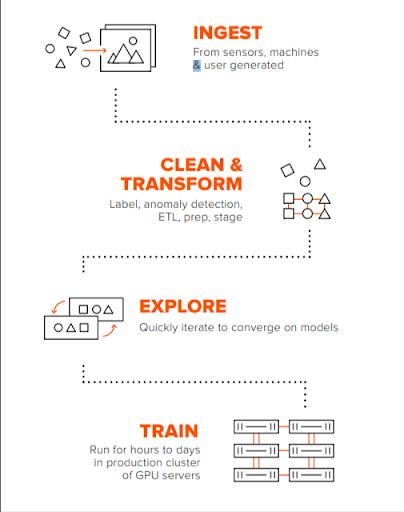 INGEST
From sensors, machines
& user generated
CLEAN &
TRANSFORM
Label, anomaly detection,
ETL, prep, stage
EXPLORE
Quickly iterate to converge on models
TRAIN
Run for hours to days
in production cluster
of GPU servers